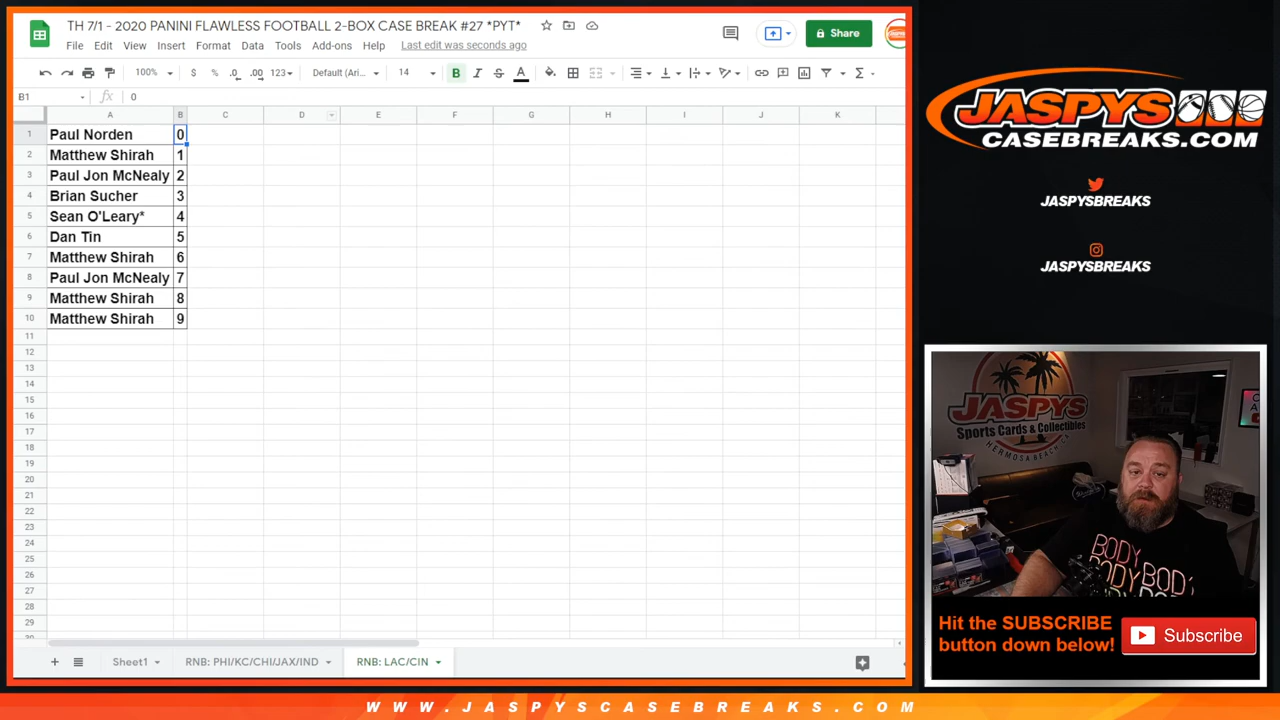 TH 7/1 - 2020 PANINI FLAWLESS FOOTBALL 2-BOX CASE BREAK #27 *PYT*
File Edit View Insert Format Data Tools Add-ons Help Last edit was seconds ago
Share
100% $ % .0 .00 123 Default (Ari... 14 B I S A
B1 fx 0
A B C D E F G H I J K
1 Paul Norden 0
2 Matthew Shirah 1
3 Paul Jon McNealy 2
4 Brian Sucher 3
5 Sean O'Leary* 4
6 Dan Tin 5
7 Matthew Shirah 6
8 Paul Jon McNealy 7
9 Matthew Shirah 8
10 Matthew Shirah 9
11
12
13
14
15
16
17
18
19
20
21
22
23
24
25
26
27
28
29
Sheet1 RNB: PHI/KC/CHI/JAX/IND RNB: LAC/CIN
JASPYS
CASEBREAKS.COM
JASPYSBREAKS
JASPYSBREAKS
JASPYS
Sports Cards & Collectibles
HERMOSA BEACH, CA
BODY
BODY BODY
Hit the SUBSCRIBE
button down below!
Subscribe
WWW.JASPYSCASEBREAKS.COM